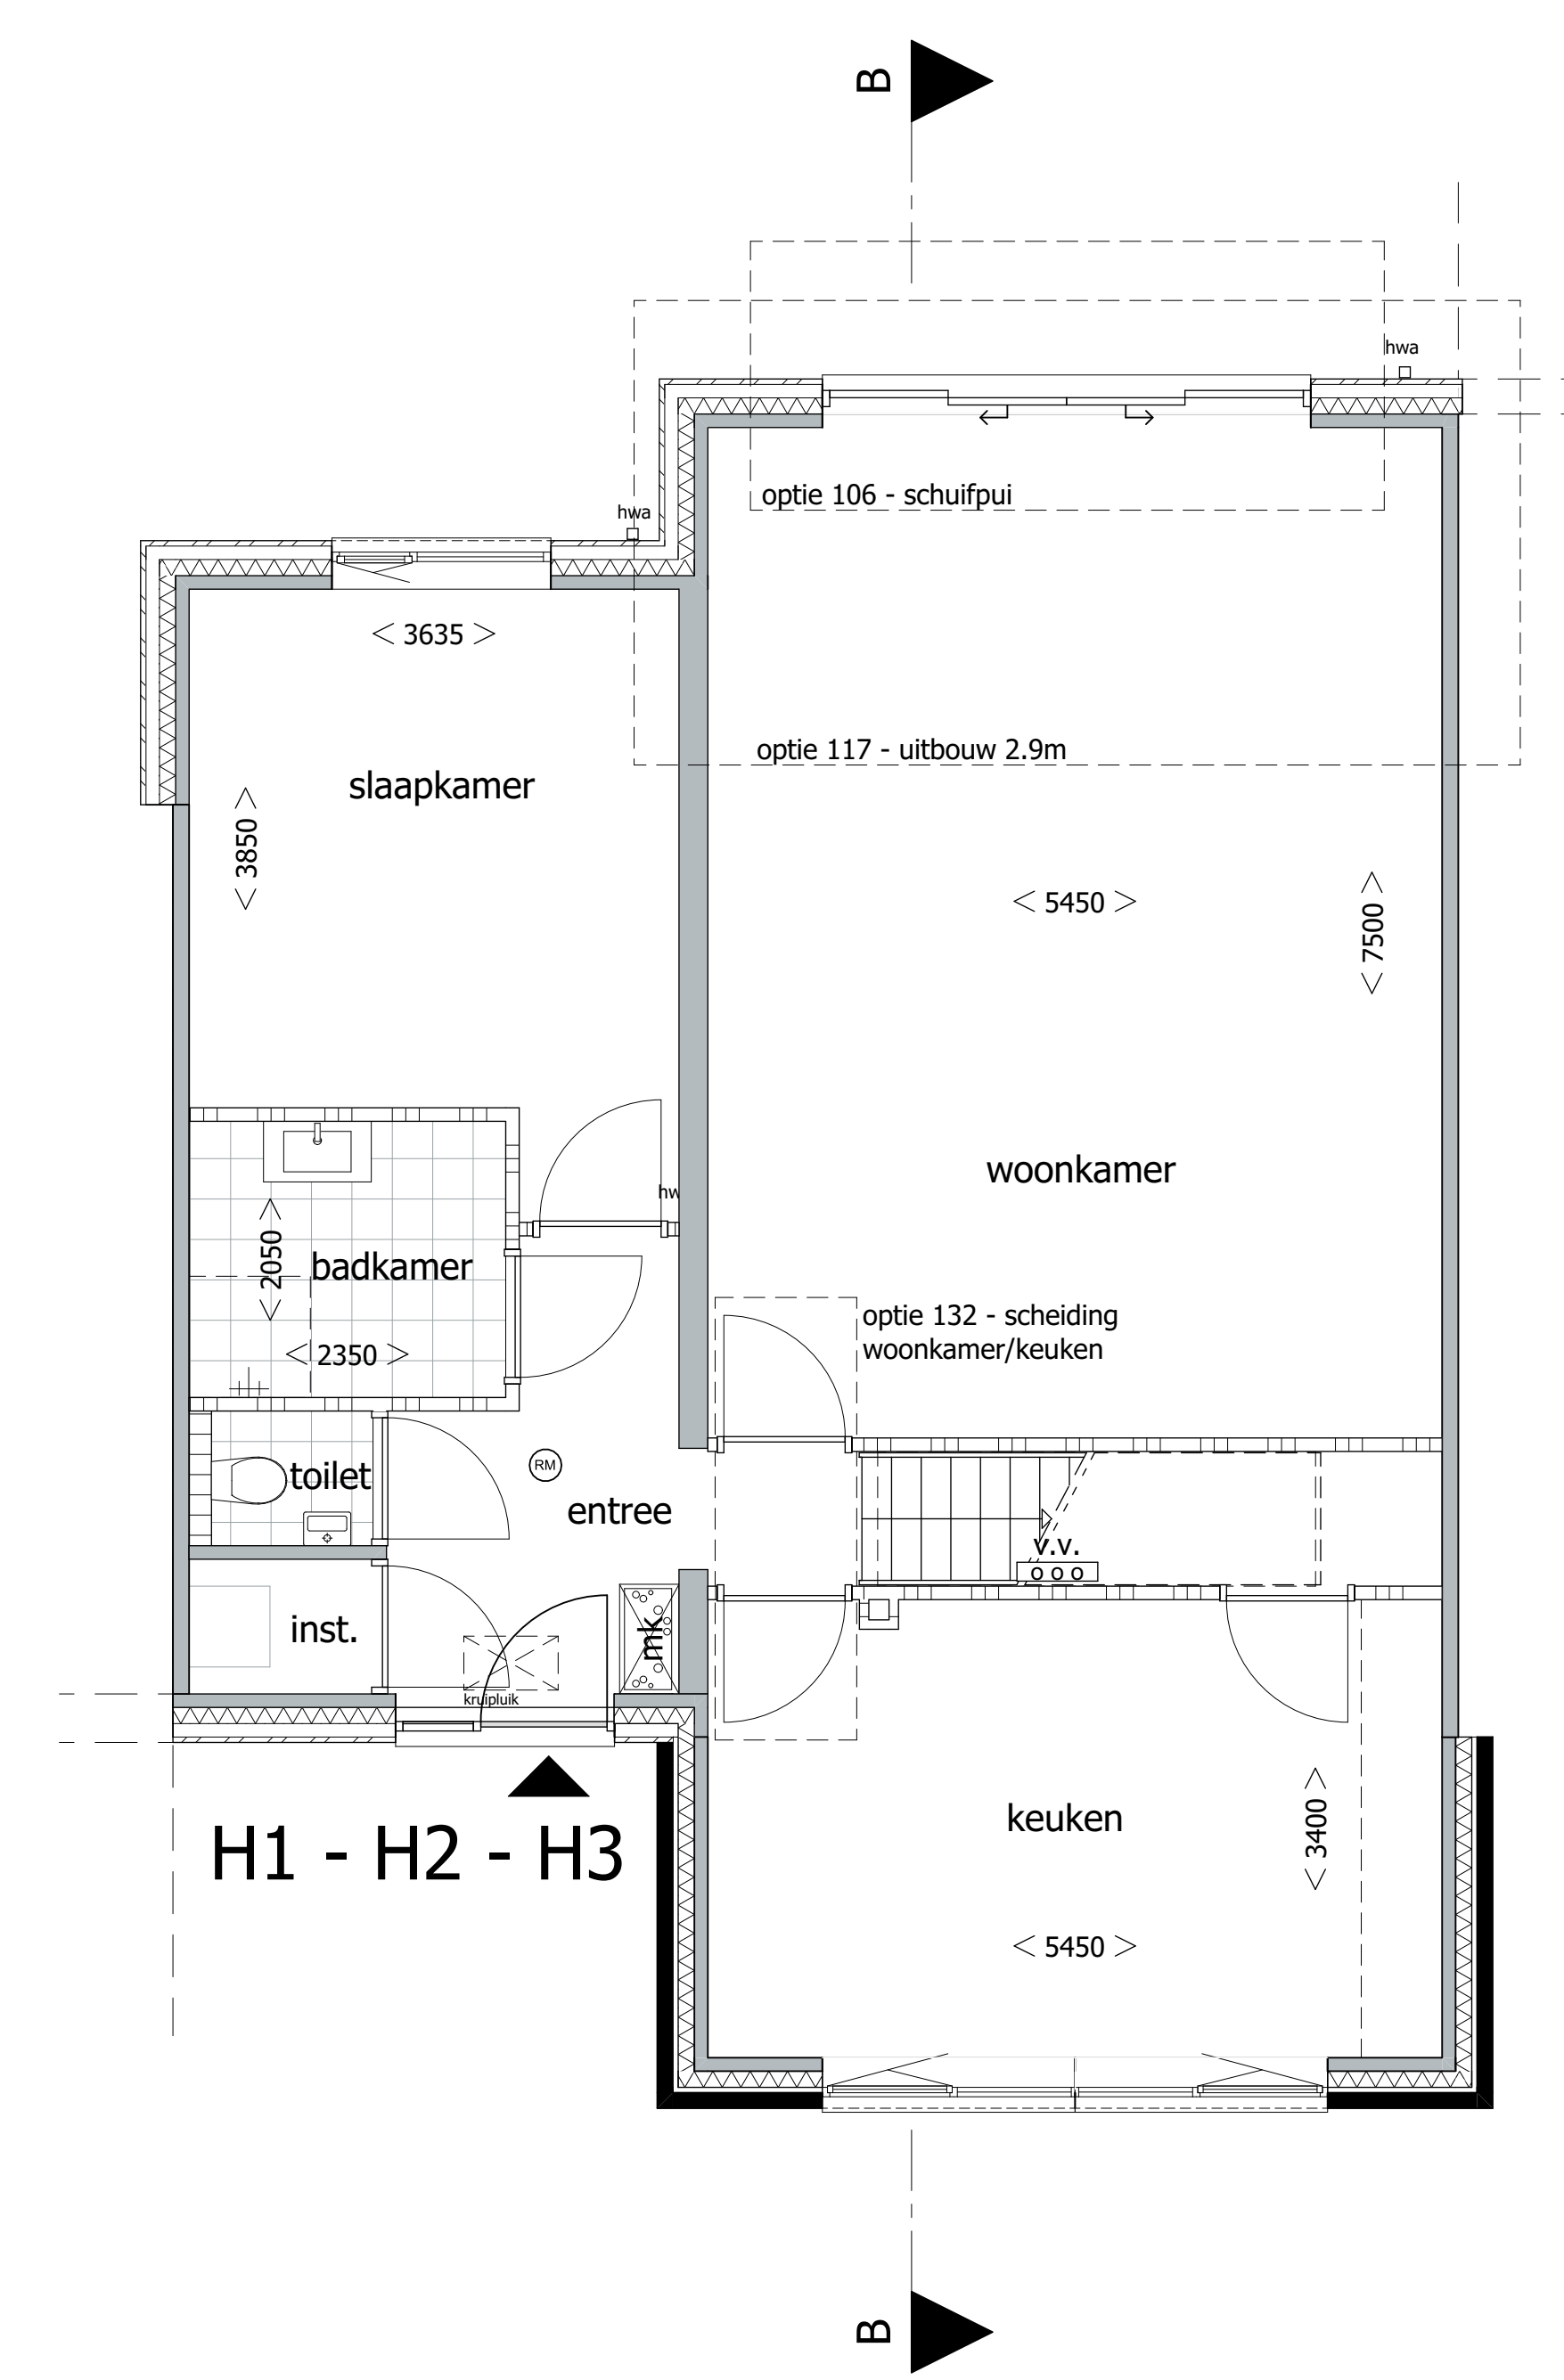 B
hwa
optie 106 - schuifpui
hwa
3635
optie 117 - uitbouw 2.9m
slaapkamer
3850
5450
7500
woonkamer
hw
2050
badkamer
optie 132 - scheiding
woonkamer/keuken
2350
toilet
RM
entree
v.v.
inst.
mk
kruipluik
keuken
3400
H1 - H2 - H3
5450
B